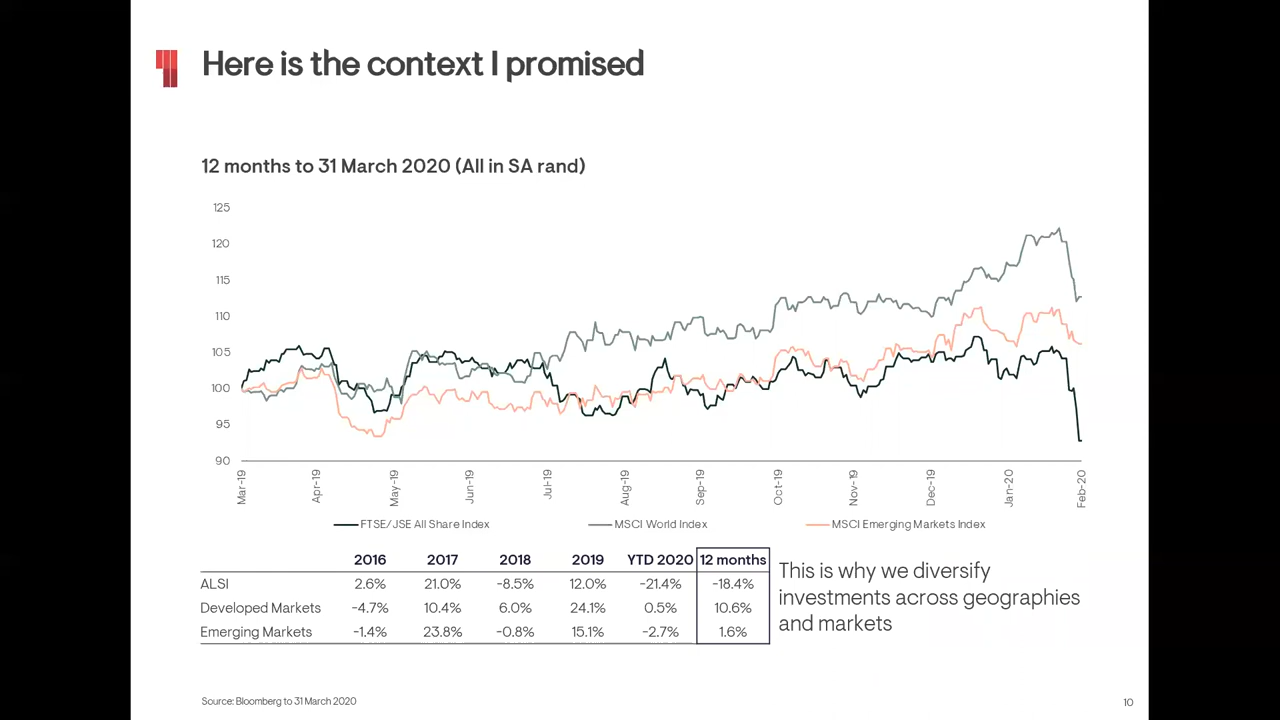 Here is the context I promised
12 months to 31 March 2020 (All in SA rand)
125
120
115
110
105
100
95
90
Mar-19
Apr-19
May-19
Jun-19
Jul-19
Aug-19
Sep-19
Oct-19
Nov-19
Dec-19
Jan-20
Feb-20
FTSE/JSE All Share Index
MSCI World Index
MSCI Emerging Markets Index
2016 2017 2018 2019 YTD 2020 12 months
ALSI 2.6% 21.0% -8.5% 12.0% -21.4% -18.4%
Developed Markets -4.7% 10.4% 6.0% 24.1% 0.5% 10.6%
Emerging Markets -1.4% 23.8% -0.8% 15.1% -2.7% 1.6%
This is why we diversify
investments across geographies
and markets
Source: Bloomberg to 31 March 2020
10